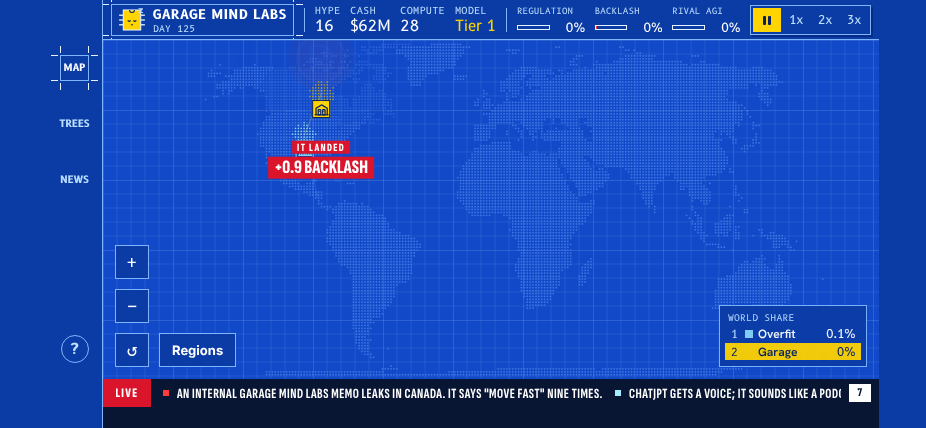 GARAGE MIND LABS
DAY 125
HYPE
16
CASH
$62M
COMPUTE
28
MODEL
Tier 1
REGULATION
0%
BACKLASH
0%
RIVAL AGI
0%
1x 2x 3x
MAP
TREES
NEWS
IT LANDED
+0.9 BACKLASH
+
−
?
↺
Regions
WORLD SHARE
1 Overfit 0.1%
2 Garage 0%
LIVE
AN INTERNAL GARAGE MIND LABS MEMO LEAKS IN CANADA. IT SAYS "MOVE FAST" NINE TIMES. CHATJPT GETS A VOICE; IT SOUNDS LIKE A
7